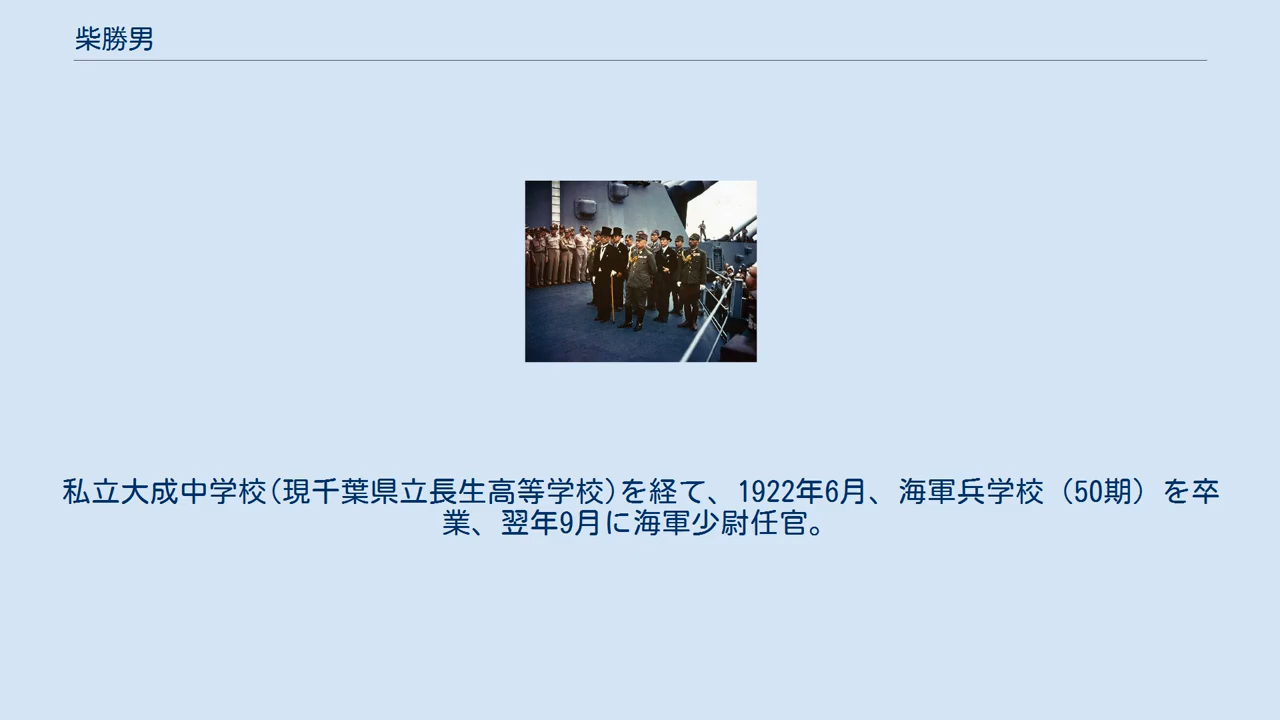 柴勝男
私立大成中学校(現千葉県立長生高等学校)を経て、1922年6月、海軍兵学校（50期）を卒
業、翌年9月に海軍少尉任官。